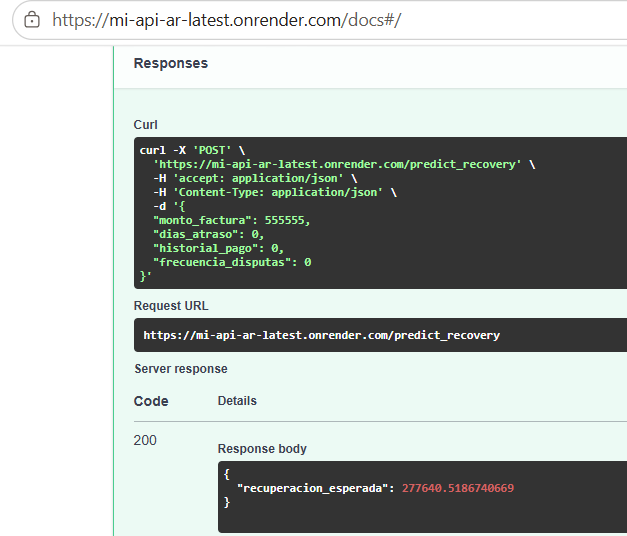 https://mi-api-ar-latest.onrender.com/docs#/
Responses
Curl
curl -X 'POST' \
  'https://mi-api-ar-latest.onrender.com/predict_recovery' \
  -H 'accept: application/json' \
  -H 'Content-Type: application/json' \
  -d '{
  "monto_factura": 555555,
  "dias_atraso": 0,
  "historial_pago": 0,
  "frecuencia_disputas": 0
}'
Request URL
https://mi-api-ar-latest.onrender.com/predict_recovery
Server response
Code Details
200
Response body
{
  "recuperacion_esperada": 277640.5186740669
}